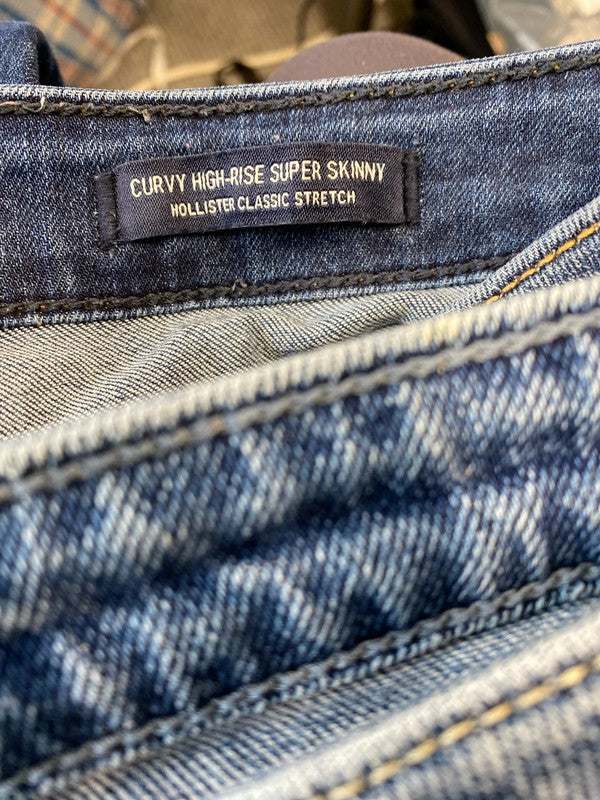 CURVY HIGH-RISE SUPER SKINNY
HOLLISTER CLASSIC STRETCH